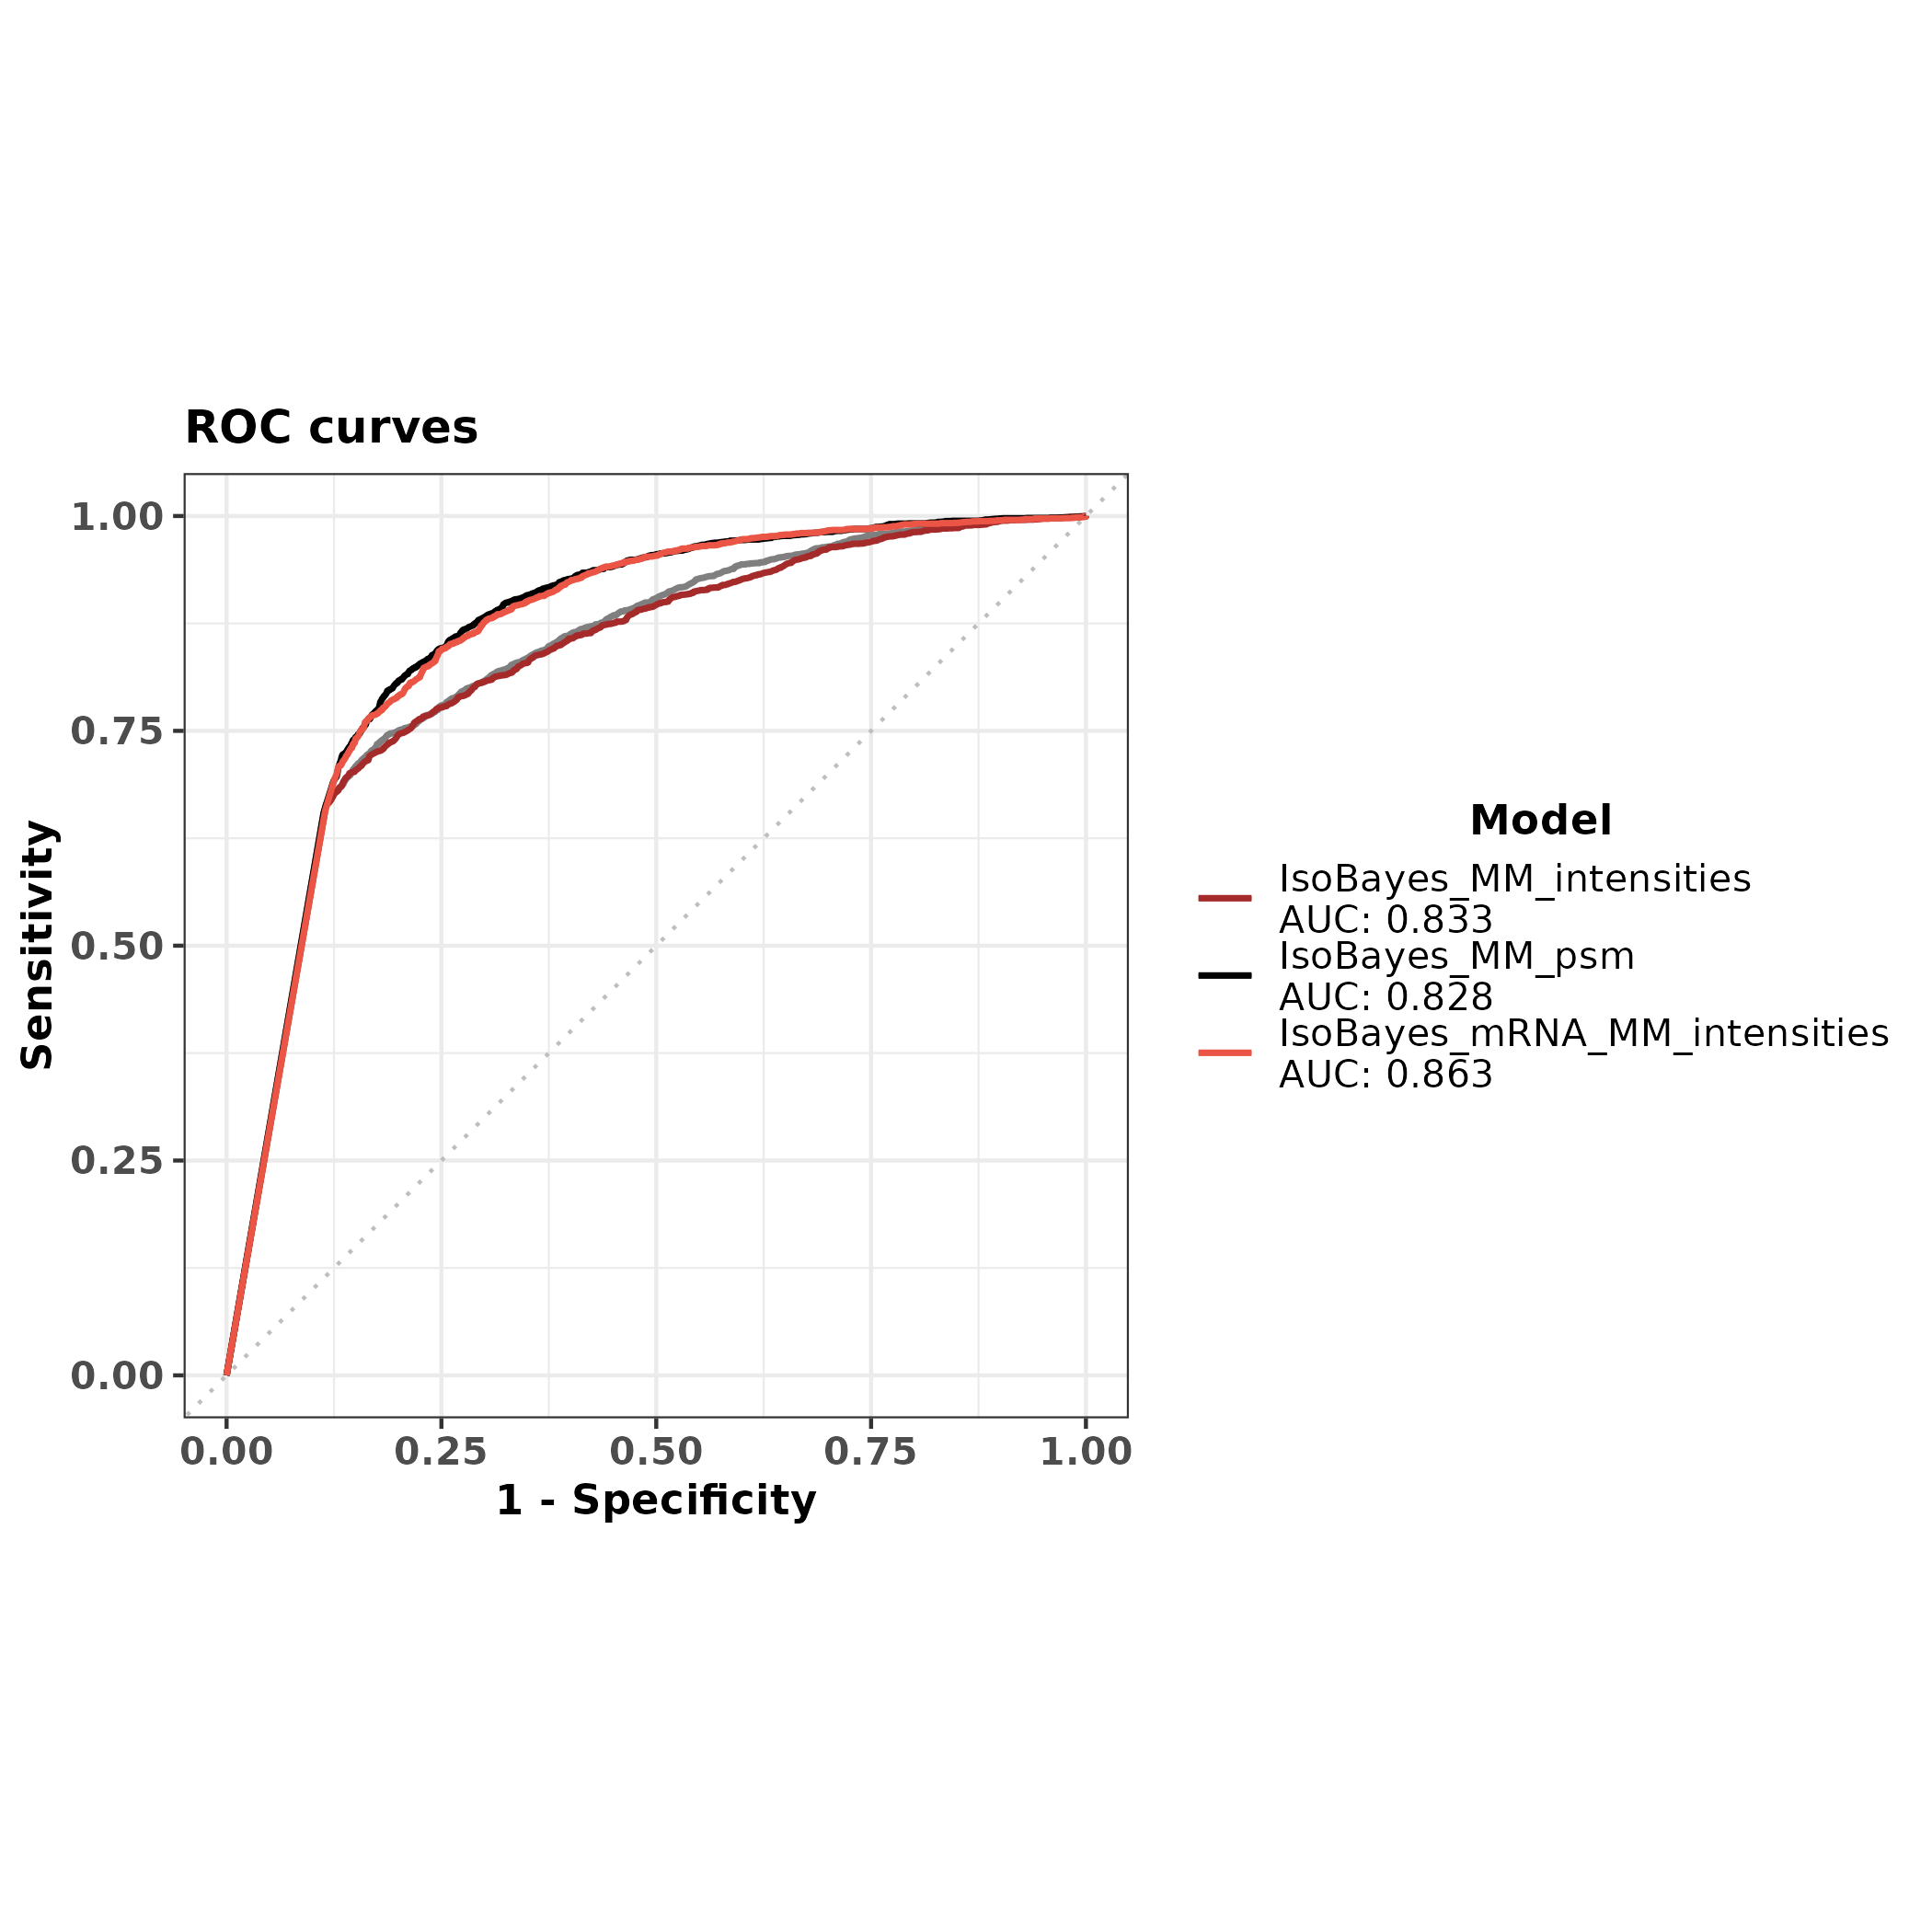 ROC curves
1.00
0.75
0.50
0.25
0.00
Sensitivity
0.00 0.25 0.50 0.75 1.00
1 - Specificity
Model
IsoBayes_MM_intensities
AUC: 0.833
IsoBayes_MM_psm
AUC: 0.828
IsoBayes_mRNA_MM_intensities
AUC: 0.863